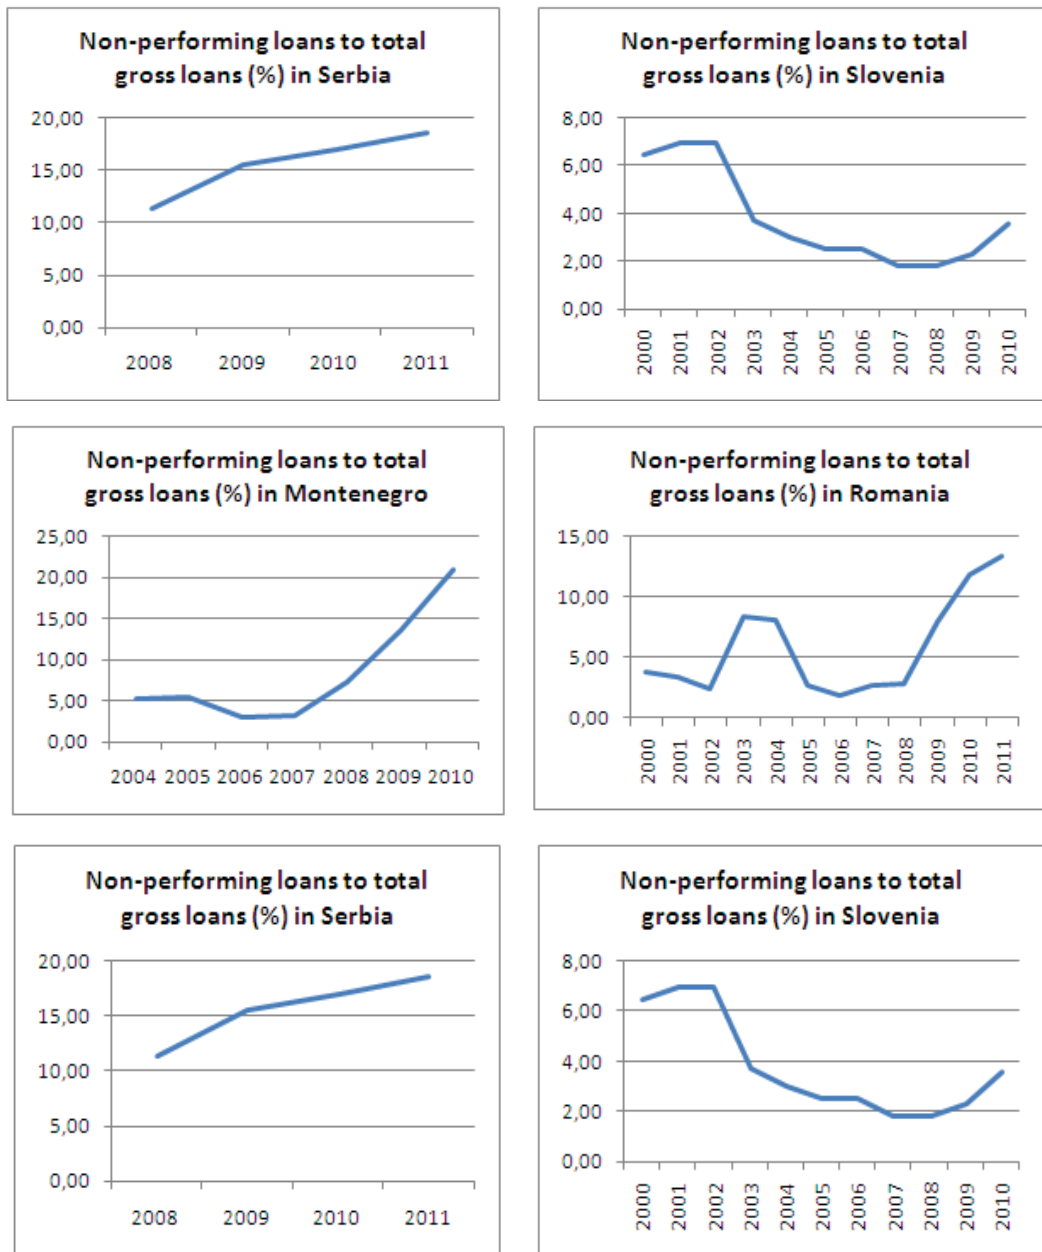 Non-performing loans to total
gross loans (%) in Serbia
20,00
15,00
10,00
5,00
0,00
2008 2009 2010 2011
Non-performing loans to total
gross loans (%) in Slovenia
8,00
6,00
4,00
2,00
0,00
2000 2001 2002 2003 2004 2005 2006 2007 2008 2009 2010
Non-performing loans to total
gross loans (%) in Montenegro
25,00
20,00
15,00
10,00
5,00
0,00
2004 2005 2006 2007 2008 2009 2010
Non-performing loans to total
gross loans (%) in Romania
15,00
10,00
5,00
0,00
2000 2001 2002 2003 2004 2005 2006 2007 2008 2009 2010 2011
Non-performing loans to total
gross loans (%) in Serbia
20,00
15,00
10,00
5,00
0,00
2008 2009 2010 2011
Non-performing loans to total
gross loans (%) in Slovenia
8,00
6,00
4,00
2,00
0,00
2000 2001 2002 2003 2004 2005 2006 2007 2008 2009 2010